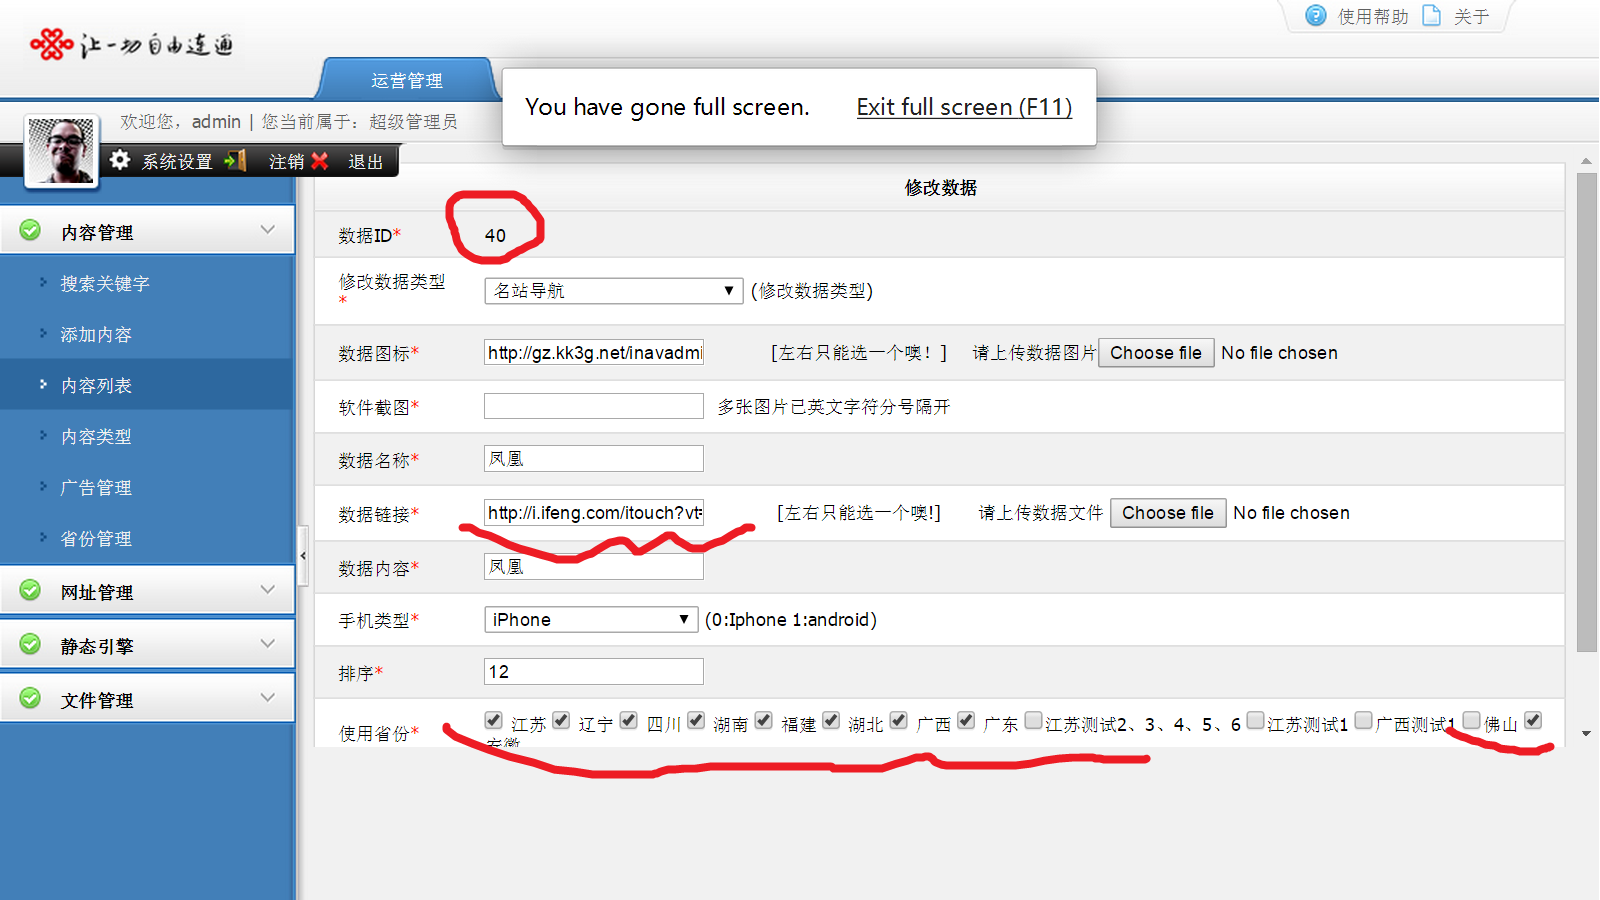 使用帮助 关于
让一切自由连通
运营管理
You have gone full screen. Exit full screen (F11)
欢迎您，admin | 您当前属于：超级管理员
系统设置 注销 退出
修改数据
内容管理
搜索关键字
添加内容
内容列表
内容类型
广告管理
省份管理
网址管理
静态引擎
文件管理
数据ID* 40
修改数据类型* 名站导航 (修改数据类型)
数据图标* http://gz.kk3g.net/inavadmi [左右只能选一个噢！] 请上传数据图片 Choose file No file chosen
软件截图* 多张图片已英文字符分号隔开
数据名称* 凤凰
数据链接* http://i.ifeng.com/itouch?vt= [左右只能选一个噢!] 请上传数据文件 Choose file No file chosen
数据内容* 凤凰
手机类型* iPhone (0:Iphone 1:android)
排序* 12
使用省份* 江苏 辽宁 四川 湖南 福建 湖北 广西 广东 江苏测试2、3、4、5、6 江苏测试1 广西测试1 佛山
安徽